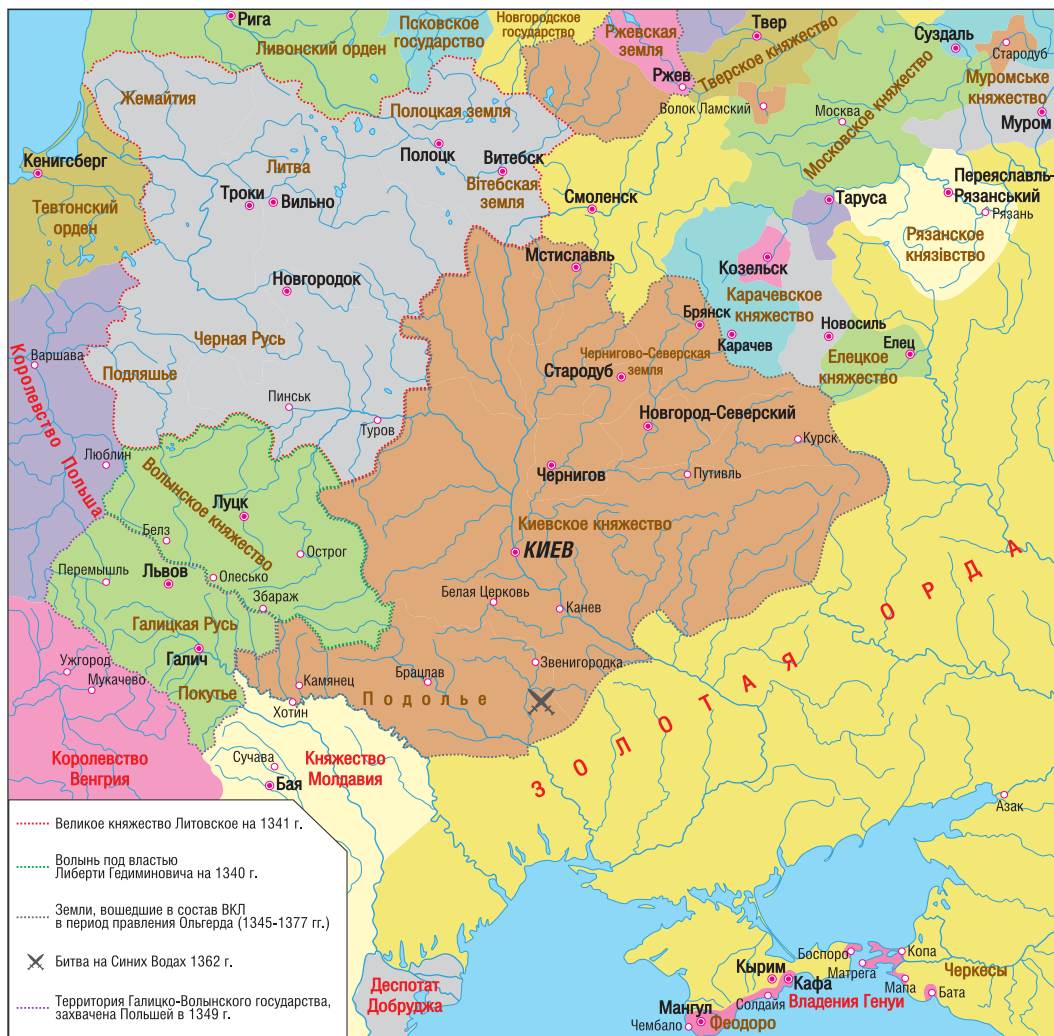 Рига
Ливонский орден
Псковское
государство
Новгородское
государство
Ржевская
земля
Ржев
Твер
Тверское княжество
Волок Ламский
Суздаль
Стародуб
Муромське
княжество
Муром
Москва
Московское княжество
Жемайтия
Полоцкая земля
Полоцк
Витебск
Вітебская
земля
Литва
Троки
Вильно
Кенигсберг
Тевтонский
орден
Смоленск
Таруса
Переяславль-
Рязанський
Рязань
Рязанское
князівство
Мстиславль
Козельск
Карачевское
княжество
Брянск
Карачев
Новосиль
Елец
Елецкое
княжество
Новгородок
Черная Русь
Варшава
Подляшье
Королевство Польша
Пинськ
Туров
Чернигово-Северская
земля
Стародуб
Новгород-Северский
Курск
Путивль
Чернигов
Люблин
Волынское княжество
Луцк
Белз
Острог
Киевское княжество
КИЕВ
Перемышль
Львов
Олесько
Збараж
Белая Церковь
Канев
Галицкая Русь
Галич
Ужгород
Мукачево
Покутье
Камянец
Хотин
Брацлав
Звенигородка
Подолье
ЗОЛОТАЯ ОРДА
Королевство
Венгрия
Сучава
Бая
Княжество
Молдавия
Азак
Деспотат
Добруджа
Боспоро
Копа
Матрега
Черкесы
Мапа
Бата
Кырим
Кафа
Солдайя
Владения Генуи
Мангул
Феодоро
Чембало
Великое княжество Литовское на 1341 г.
Волынь под властью
Либерти Гедиминовича на 1340 г.
Земли, вошедшие в состав ВКЛ
в период правления Ольгерда (1345-1377 гг.)
Битва на Синих Водах 1362 г.
Территория Галицко-Волынского государства,
захвачена Польшей в 1349 г.